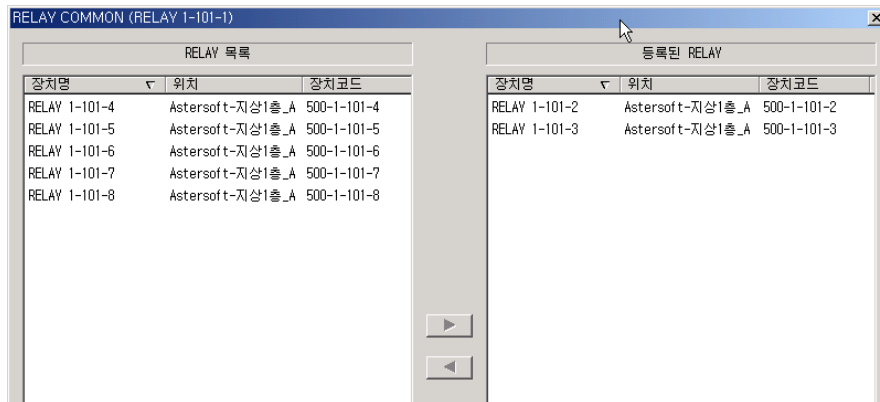 RELAY COMMON (RELAY 1-101-1)
RELAY 목록
장치명 위치 장치코드
RELAY 1-101-4 Astersoft-지상1층_A 500-1-101-4
RELAY 1-101-5 Astersoft-지상1층_A 500-1-101-5
RELAY 1-101-6 Astersoft-지상1층_A 500-1-101-6
RELAY 1-101-7 Astersoft-지상1층_A 500-1-101-7
RELAY 1-101-8 Astersoft-지상1층_A 500-1-101-8
등록된 RELAY
장치명 위치 장치코드
RELAY 1-101-2 Astersoft-지상1층_A 500-1-101-2
RELAY 1-101-3 Astersoft-지상1층_A 500-1-101-3